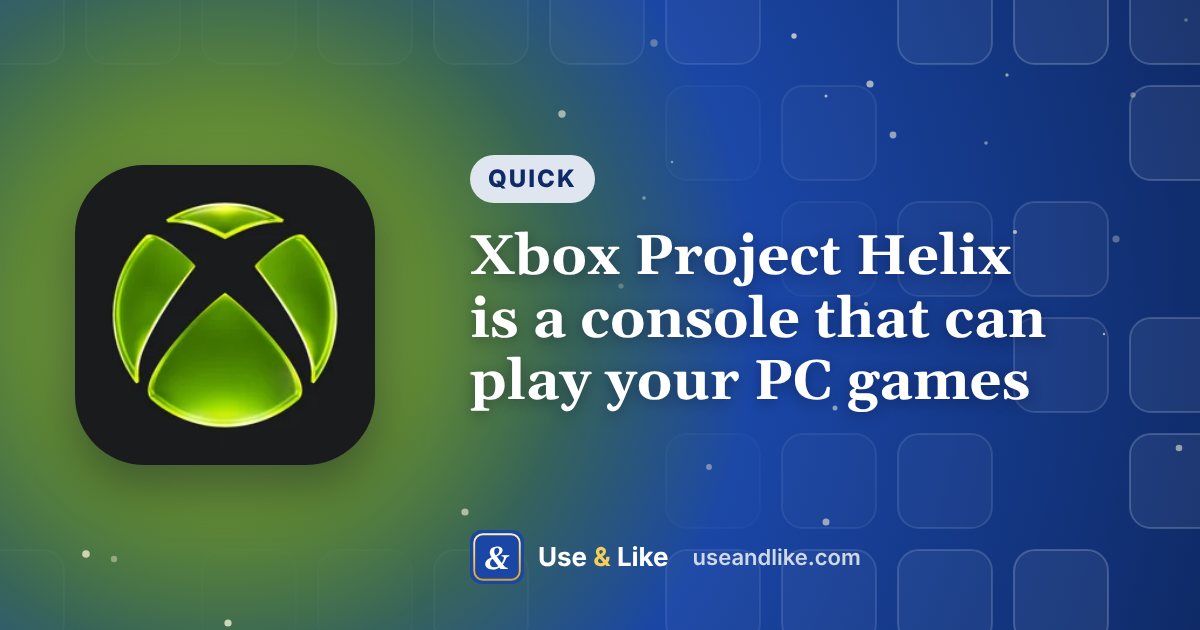 QUICK
Xbox Project Helix
is a console that can
play your PC games
& Use & Like useandlike.com